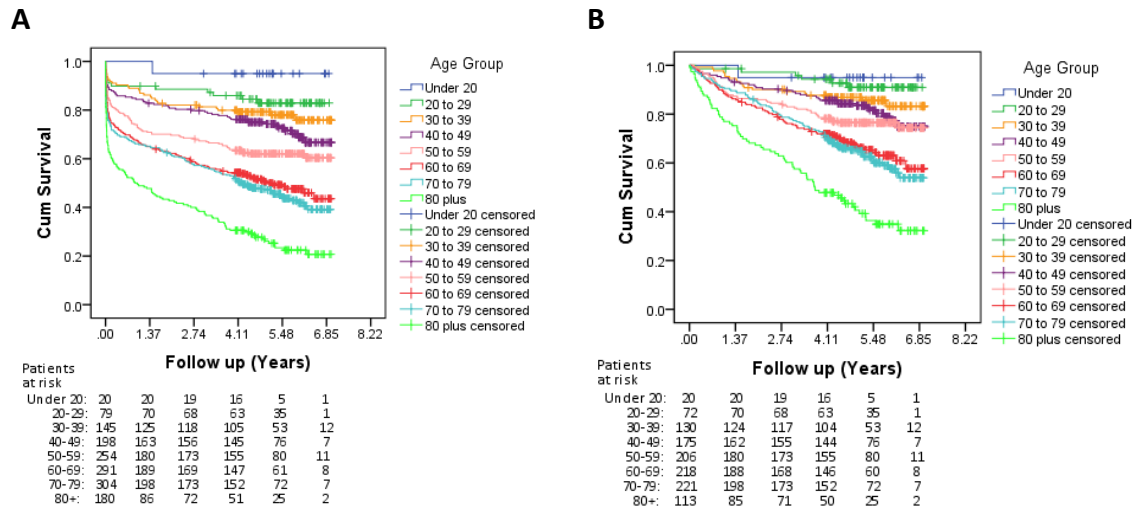 A
Cum Survival
1.0
0.8
0.6
0.4
0.2
0.0
.00 1.37 2.74 4.11 5.48 6.85 8.22
Follow up (Years)
Age Group
Under 20
20 to 29
30 to 39
40 to 49
50 to 59
60 to 69
70 to 79
80 plus
Under 20 censored
20 to 29 censored
30 to 39 censored
40 to 49 censored
50 to 59 censored
60 to 69 censored
70 to 79 censored
80 plus censored
Patients
at risk
Under 20: 20 20 19 16 5 1
20-29: 79 70 68 63 35 1
30-39: 145 125 118 105 53 12
40-49: 198 163 156 145 76 7
50-59: 254 180 173 155 80 11
60-69: 291 189 169 147 61 8
70-79: 304 198 173 152 72 7
80+: 180 86 72 51 25 2
B
Cum Survival
1.0
0.8
0.6
0.4
0.2
0.0
.00 1.37 2.74 4.11 5.48 6.85 8.22
Follow up (Years)
Age Group
Under 20
20 to 29
30 to 39
40 to 49
50 to 59
60 to 69
70 to 79
80 plus
Under 20 censored
20 to 29 censored
30 to 39 censored
40 to 49 censored
50 to 59 censored
60 to 69 censored
70 to 79 censored
80 plus censored
Patients
at risk
Under 20: 20 20 19 16 5 1
20-29: 72 70 68 63 35 1
30-39: 130 124 117 104 53 12
40-49: 175 162 155 144 76 7
50-59: 206 180 173 155 80 11
60-69: 218 188 168 146 60 8
70-79: 221 198 173 152 72 7
80+: 113 85 71 50 25 2